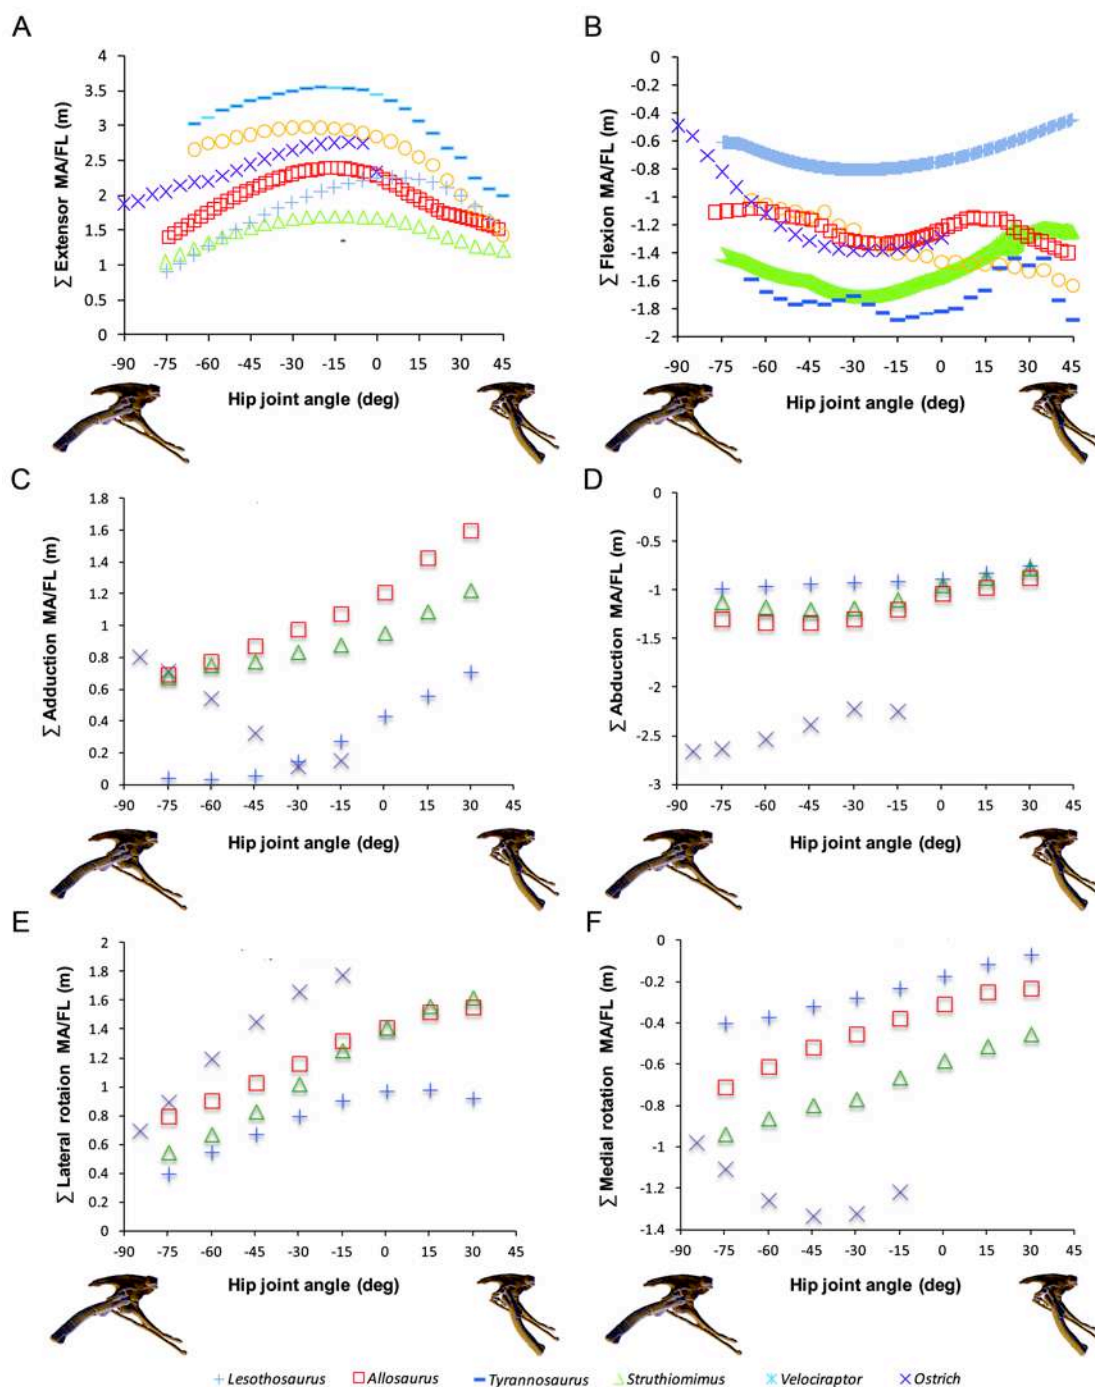 A
∑ Extensor MA/FL (m)
4
3.5
3
2.5
2
1.5
1
0.5
0
-90 -75 -60 -45 -30 -15 0 15 30 45
Hip joint angle (deg)
B
∑ Flexion MA/FL (m)
0
-0.2
-0.4
-0.6
-0.8
-1
-1.2
-1.4
-1.6
-1.8
-2
-90 -75 -60 -45 -30 -15 0 15 30 45
Hip joint angle (deg)
C
∑ Adduction MA/FL (m)
1.8
1.6
1.4
1.2
1
0.8
0.6
0.4
0.2
0
-90 -75 -60 -45 -30 -15 0 15 30 45
Hip joint angle (deg)
D
∑ Abduction MA/FL (m)
0
-0.5
-1
-1.5
-2
-2.5
-3
-90 -75 -60 -45 -30 -15 0 15 30 45
Hip joint angle (deg)
E
∑ Lateral rotaion MA/FL (m)
2
1.8
1.6
1.4
1.2
1
0.8
0.6
0.4
0.2
0
-90 -75 -60 -45 -30 -15 0 15 30 45
Hip joint angle (deg)
F
∑ Medial rotation MA/FL (m)
0
-0.2
-0.4
-0.6
-0.8
-1
-1.2
-1.4
-90 -75 -60 -45 -30 -15 0 15 30 45
Hip joint angle (deg)
Lesothosaurus Allosaurus Tyrannosaurus Struthiomimus Velociraptor Ostrich